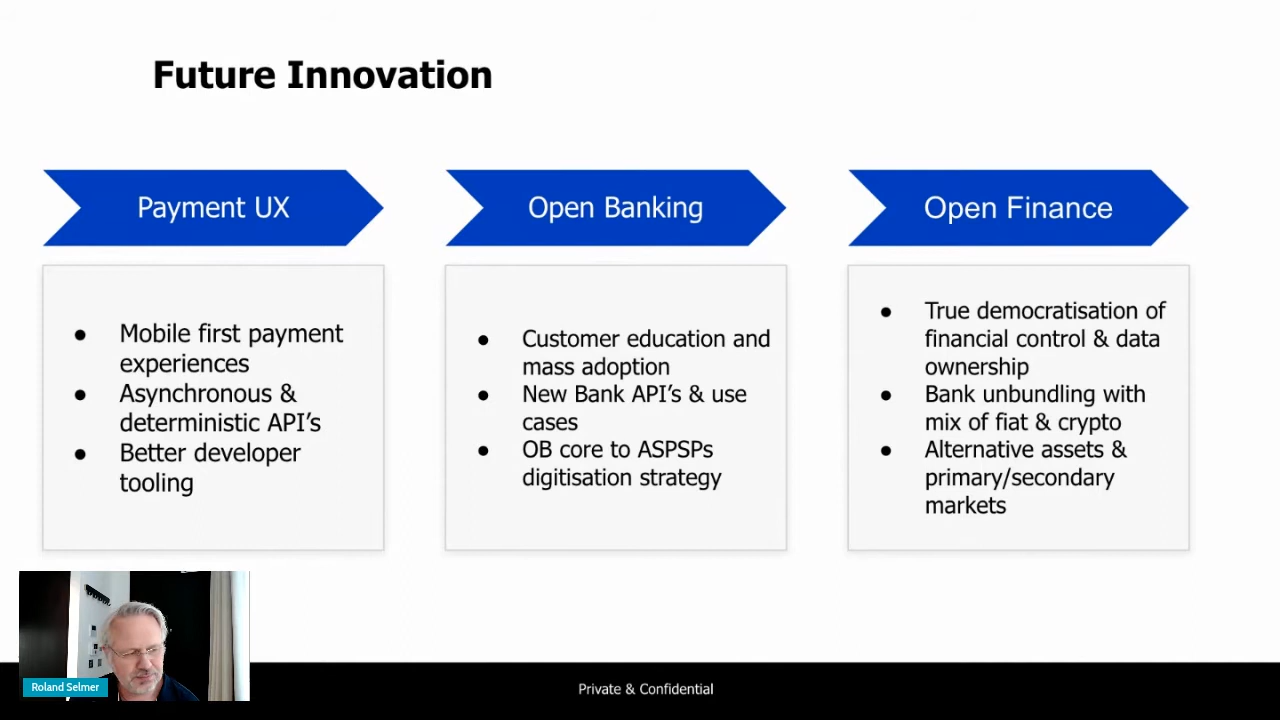 Future Innovation
Payment UX
● Mobile first payment
experiences
● Asynchronous &
deterministic API's
● Better developer
tooling
Open Banking
● Customer education and
mass adoption
● New Bank API's & use
cases
● OB core to ASPSPs
digitisation strategy
Open Finance
● True democratisation of
financial control & data
ownership
● Bank unbundling with
mix of fiat & crypto
● Alternative assets &
primary/secondary
markets
Roland Selmer
Private & Confidential